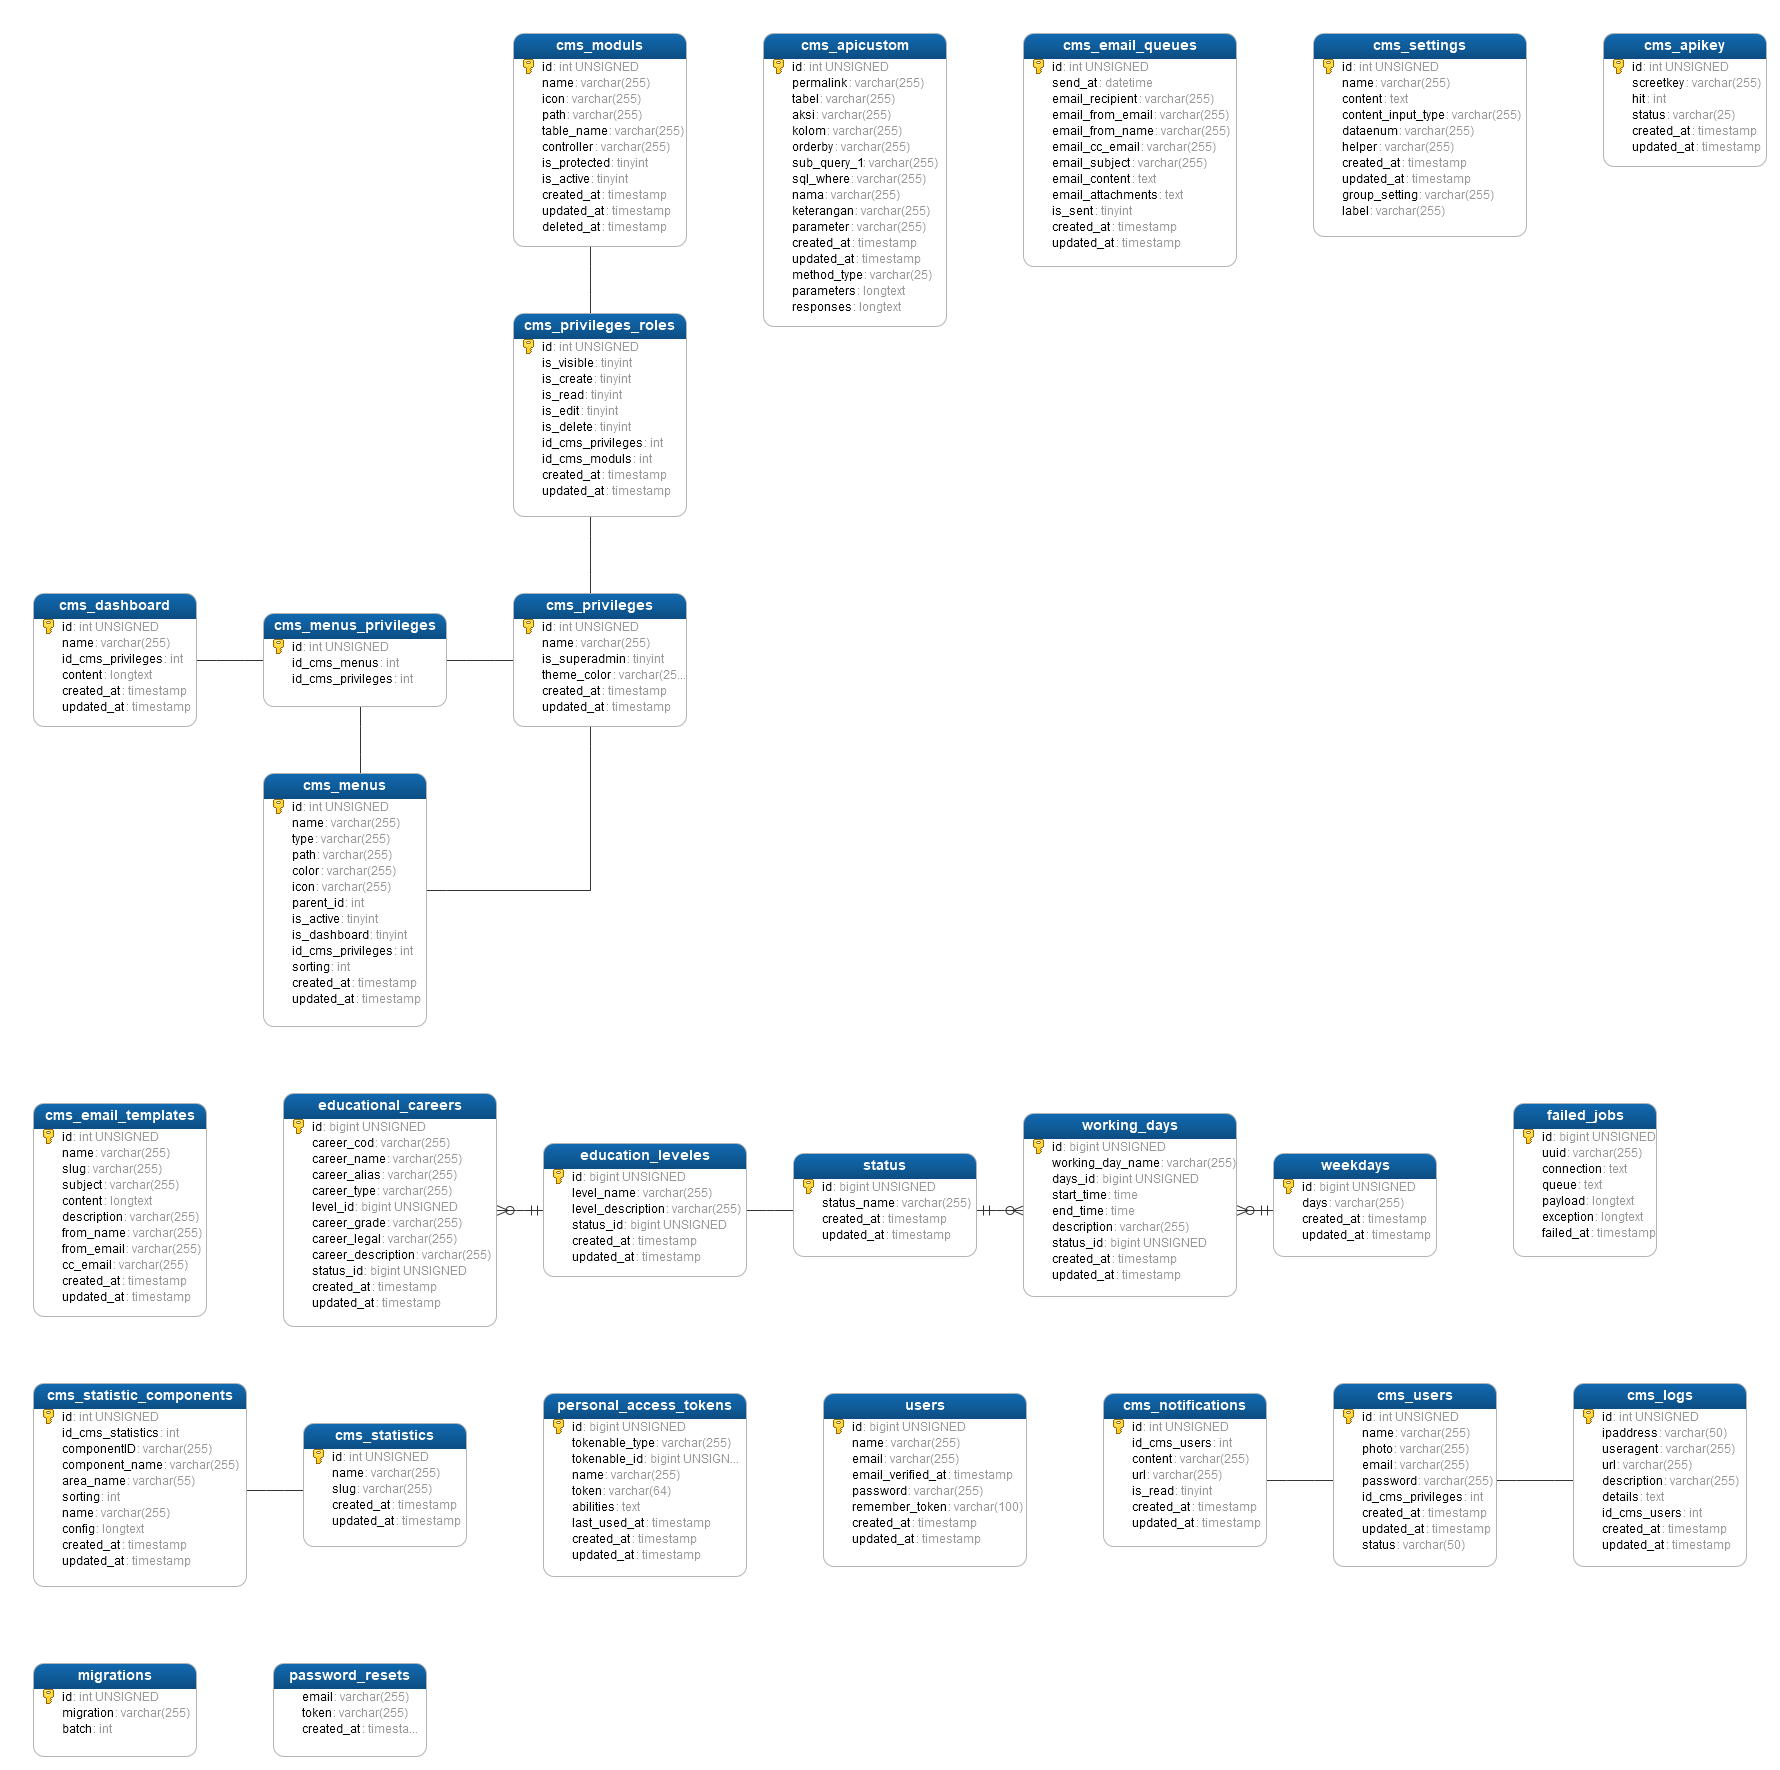 cms_moduls
id: int UNSIGNED
name: varchar(255)
icon: varchar(255)
path: varchar(255)
table_name: varchar(255)
controller: varchar(255)
is_protected: tinyint
is_active: tinyint
created_at: timestamp
updated_at: timestamp
deleted_at: timestamp
cms_apicustom
id: int UNSIGNED
permalink: varchar(255)
tabel: varchar(255)
aksi: varchar(255)
kolom: varchar(255)
orderby: varchar(255)
sub_query_1: varchar(255)
sql_where: varchar(255)
nama: varchar(255)
keterangan: varchar(255)
parameter: varchar(255)
created_at: timestamp
updated_at: timestamp
method_type: varchar(25)
parameters: longtext
responses: longtext
cms_email_queues
id: int UNSIGNED
send_at: datetime
email_recipient: varchar(255)
email_from_email: varchar(255)
email_from_name: varchar(255)
email_cc_email: varchar(255)
email_subject: varchar(255)
email_content: text
email_attachments: text
is_sent: tinyint
created_at: timestamp
updated_at: timestamp
cms_settings
id: int UNSIGNED
name: varchar(255)
content: text
content_input_type: varchar(255)
dataenum: varchar(255)
helper: varchar(255)
created_at: timestamp
updated_at: timestamp
group_setting: varchar(255)
label: varchar(255)
cms_apikey
id: int UNSIGNED
screetkey: varchar(255)
hit: int
status: varchar(25)
created_at: timestamp
updated_at: timestamp
cms_privileges_roles
id: int UNSIGNED
is_visible: tinyint
is_create: tinyint
is_read: tinyint
is_edit: tinyint
is_delete: tinyint
id_cms_privileges: int
id_cms_moduls: int
created_at: timestamp
updated_at: timestamp
cms_dashboard
id: int UNSIGNED
name: varchar(255)
id_cms_privileges: int
content: longtext
created_at: timestamp
updated_at: timestamp
cms_menus_privileges
id: int UNSIGNED
id_cms_menus: int
id_cms_privileges: int
cms_privileges
id: int UNSIGNED
name: varchar(255)
is_superadmin: tinyint
theme_color: varchar(25...
created_at: timestamp
updated_at: timestamp
cms_menus
id: int UNSIGNED
name: varchar(255)
type: varchar(255)
path: varchar(255)
color: varchar(255)
icon: varchar(255)
parent_id: int
is_active: tinyint
is_dashboard: tinyint
id_cms_privileges: int
sorting: int
created_at: timestamp
updated_at: timestamp
cms_email_templates
id: int UNSIGNED
name: varchar(255)
slug: varchar(255)
subject: varchar(255)
content: longtext
description: varchar(255)
from_name: varchar(255)
from_email: varchar(255)
cc_email: varchar(255)
created_at: timestamp
updated_at: timestamp
educational_careers
id: bigint UNSIGNED
career_cod: varchar(255)
career_name: varchar(255)
career_alias: varchar(255)
career_type: varchar(255)
level_id: bigint UNSIGNED
career_grade: varchar(255)
career_legal: varchar(255)
career_description: varchar(255)
status_id: bigint UNSIGNED
created_at: timestamp
updated_at: timestamp
education_leveles
id: bigint UNSIGNED
level_name: varchar(255)
level_description: varchar(255)
status_id: bigint UNSIGNED
created_at: timestamp
updated_at: timestamp
status
id: bigint UNSIGNED
status_name: varchar(255)
created_at: timestamp
updated_at: timestamp
working_days
id: bigint UNSIGNED
working_day_name: varchar(255)
days_id: bigint UNSIGNED
start_time: time
end_time: time
description: varchar(255)
status_id: bigint UNSIGNED
created_at: timestamp
updated_at: timestamp
weekdays
id: bigint UNSIGNED
days: varchar(255)
created_at: timestamp
updated_at: timestamp
failed_jobs
id: bigint UNSIGNED
uuid: varchar(255)
connection: text
queue: text
payload: longtext
exception: longtext
failed_at: timestamp
cms_statistic_components
id: int UNSIGNED
id_cms_statistics: int
componentID: varchar(255)
component_name: varchar(255)
area_name: varchar(55)
sorting: int
name: varchar(255)
config: longtext
created_at: timestamp
updated_at: timestamp
cms_statistics
id: int UNSIGNED
name: varchar(255)
slug: varchar(255)
created_at: timestamp
updated_at: timestamp
personal_access_tokens
id: bigint UNSIGNED
tokenable_type: varchar(255)
tokenable_id: bigint UNSIGN...
name: varchar(255)
token: varchar(64)
abilities: text
last_used_at: timestamp
created_at: timestamp
updated_at: timestamp
users
id: bigint UNSIGNED
name: varchar(255)
email: varchar(255)
email_verified_at: timestamp
password: varchar(255)
remember_token: varchar(100)
created_at: timestamp
updated_at: timestamp
cms_notifications
id: int UNSIGNED
id_cms_users: int
content: varchar(255)
url: varchar(255)
is_read: tinyint
created_at: timestamp
updated_at: timestamp
cms_users
id: int UNSIGNED
name: varchar(255)
photo: varchar(255)
email: varchar(255)
password: varchar(255)
id_cms_privileges: int
created_at: timestamp
updated_at: timestamp
status: varchar(50)
cms_logs
id: int UNSIGNED
ipaddress: varchar(50)
useragent: varchar(255)
url: varchar(255)
description: varchar(255)
details: text
id_cms_users: int
created_at: timestamp
updated_at: timestamp
migrations
id: int UNSIGNED
migration: varchar(255)
batch: int
password_resets
email: varchar(255)
token: varchar(255)
created_at: timesta...